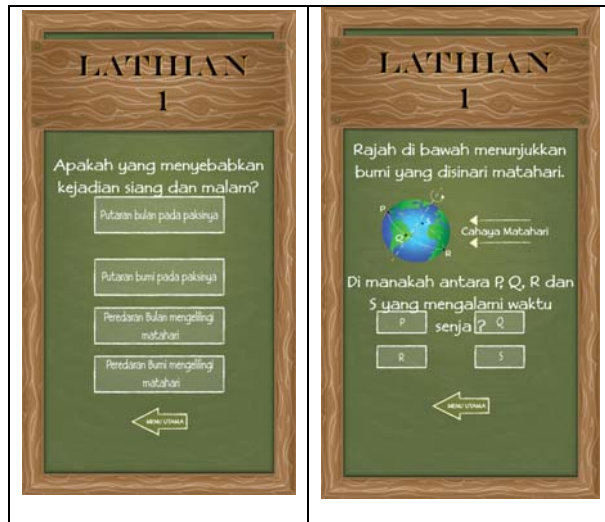 LATIHAN
1
Apakah yang menyebabkan
kejadian siang dan malam?
Putaran bulan pada paksinya
Putaran bumi pada paksinya
Peredaran Bulan mengelilingi
matahari
Peredaran Bumi mengelilingi
matahari
MENU UTAMA
LATIHAN
1
Rajah di bawah menunjukkan
bumi yang disinari matahari.
P
Q
R
Cahaya Matahari
Di manakah antara P, Q, R dan
S yang mengalami waktu
senja ?
P
Q
R
S
MENU UTAMA